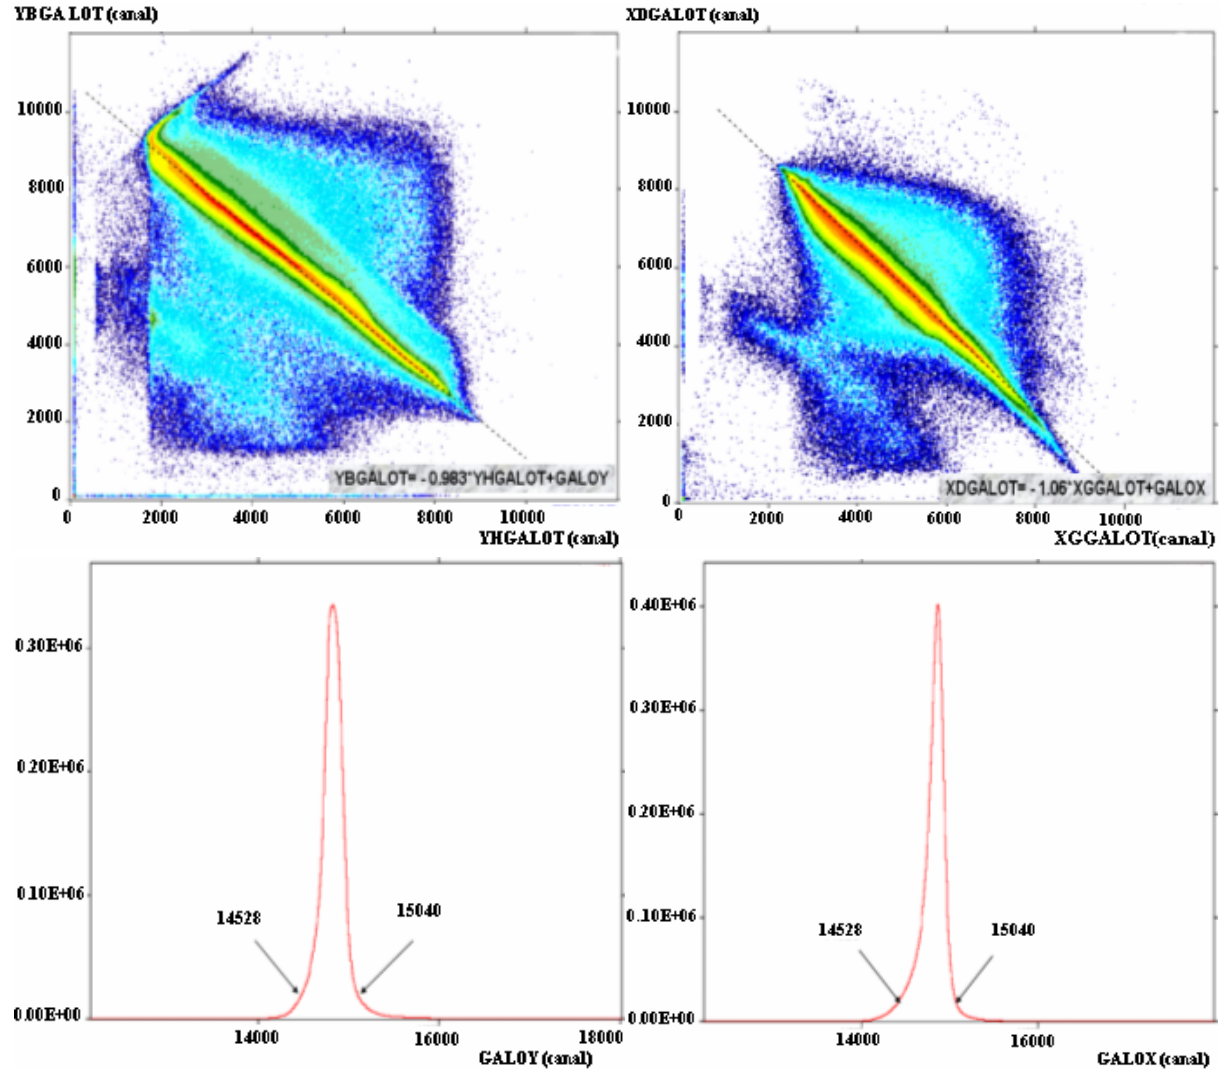 YBGA LOT (canal)
10000
8000
6000
4000
2000
0
YBGALOT= - 0.983*YHGALOT+GALOY
0 2000 4000 6000 8000 10000
YHGALOT (canal)
XDGALOT (canal)
10000
8000
6000
4000
2000
0
XDGALOT= - 1.06*XGGALOT+GALOX
0 2000 4000 6000 8000 10000
XGGALOT(canal)
0.30E+06
0.20E+06
0.10E+06
0.00E+00
14528
15040
14000 16000 18000
GALOY (canal)
0.40E+06
0.30E+06
0.20E+06
0.10E+06
0.00E+00
14528
15040
14000 16000
GALOX (canal)